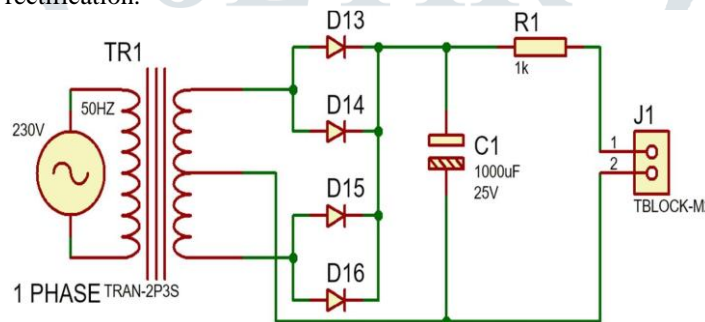 rectification.
D13
R1
TR1
1k
50HZ
D14
J1
230V
C1
1
1000uF
2
25V
D15
TBLOCK-M
D16
1 PHASE TRAN-2P3S